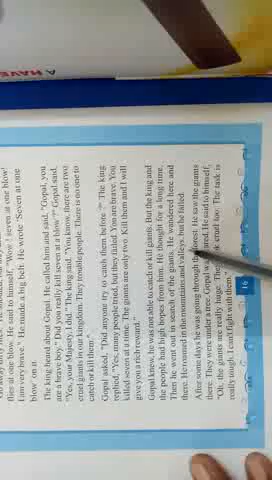 A HAVE
flies at one blow. He said to himself, "Wow! seven at one blow!
I am very brave." He made a big belt. He wrote 'Seven at one
blow' on it.
The king heard about Gopal. He called him and said, "Gopal, you
are a brave boy." Did you really kill seven at a blow ?" Gopal said,
"Yes, your Majesty, I did." The king said, "You know, there are two
cruel giants in our kingdom. They trouble people. There is no one to
catch or kill them."
Gopal asked, "Did anyone try to catch them before ?" The king
replied, "Yes, many people tried, but they failed. You are brave. You
killed seven at a time. The giants are only two. Kill them and I will
give you a rich reward."
Gopal knew, he was not able to catch or kill giants. But the king and
the people had high hopes from him. He thought for a long time.
Then he went out in search of the giants. He wandered here and
there. He roamed in the mountains and valleys, but he failed.
After some days he was going through a forest. He saw the giants
there. They were under a tree. Gopal was scared. He said to himself,
"Oh, the giants are really huge. They look cruel too. The task is
really tough. I can't fight with them."
16